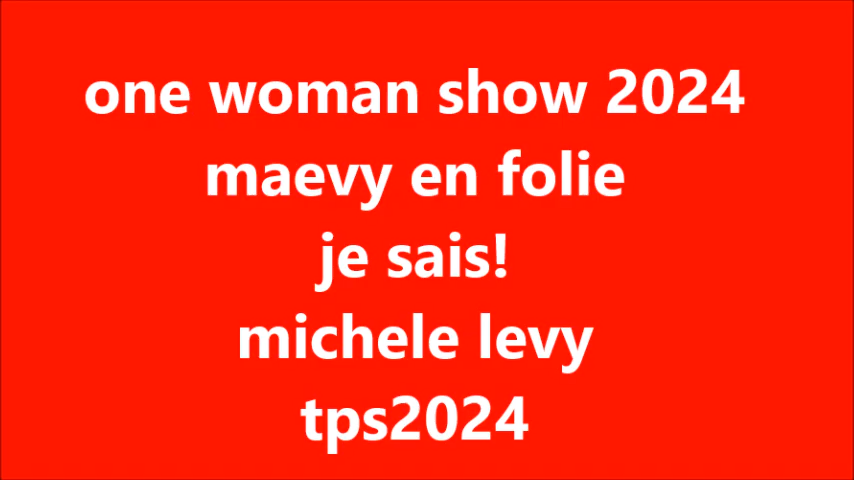 one woman show 2024
maevy en folie
je sais!
michele levy
tps2024